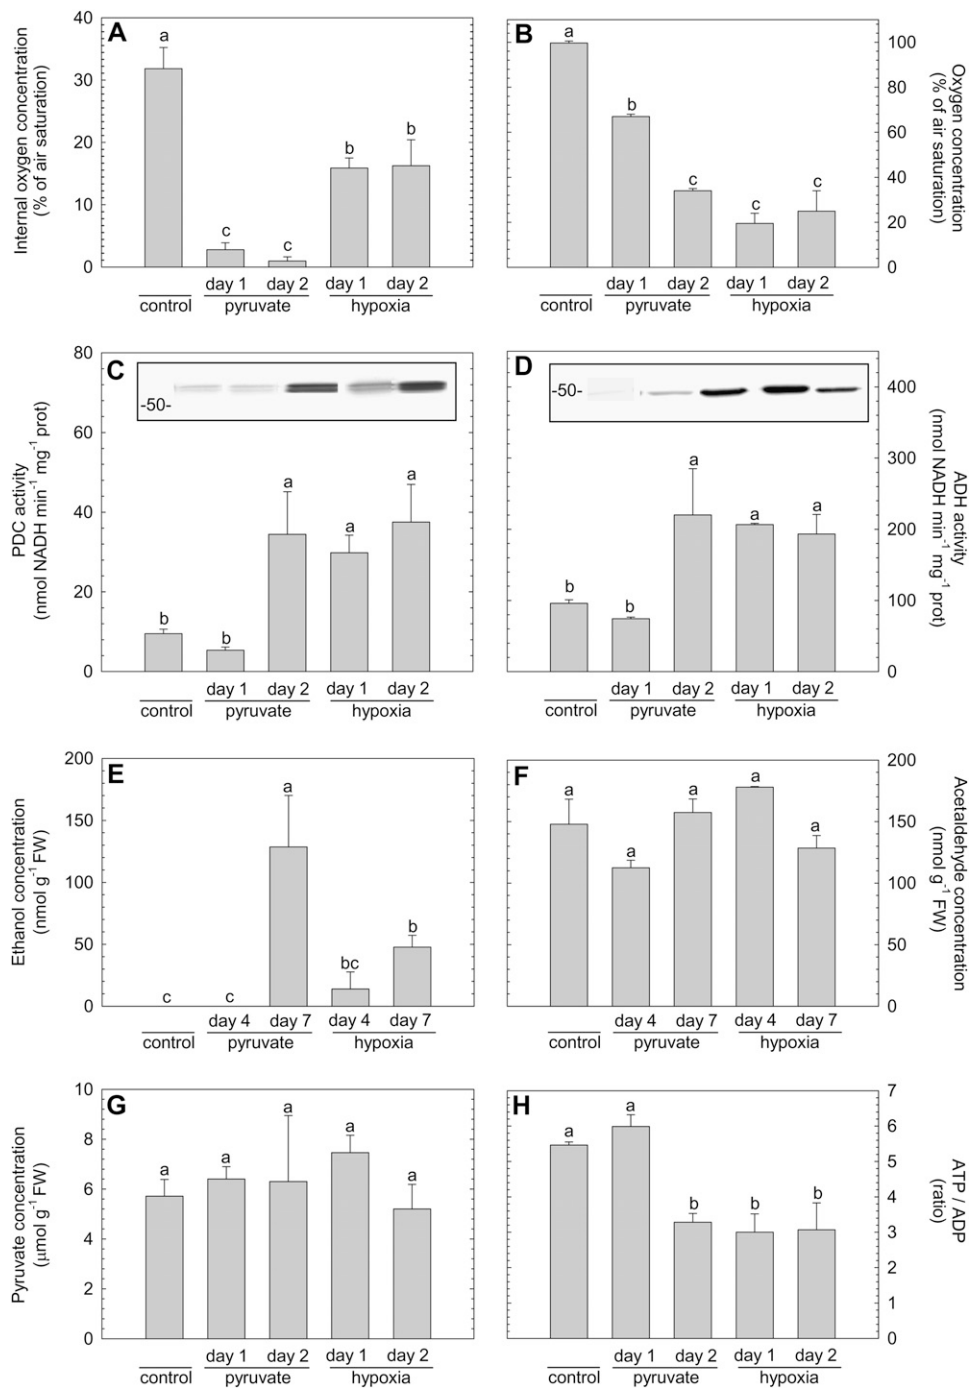 A
Internal oxygen concentration
(% of air saturation)
40
30
20
10
0
a
c
c
b
b
day 1 day 2 day 1 day 2
control pyruvate hypoxia
B
Oxygen concentration
(% of air saturation)
100
80
60
40
20
0
a
b
c
c
c
day 1 day 2 day 1 day 2
control pyruvate hypoxia
C
PDC activity
(nmol NADH min⁻¹ mg⁻¹ prot)
80
60
40
20
0
-50-
b
b
a
a
a
day 1 day 2 day 1 day 2
control pyruvate hypoxia
D
ADH activity
(nmol NADH min⁻¹ mg⁻¹ prot)
400
300
200
100
0
-50-
b
b
a
a
a
day 1 day 2 day 1 day 2
control pyruvate hypoxia
E
Ethanol concentration
(nmol g⁻¹ FW)
200
150
100
50
0
c
c
a
bc
b
day 4 day 7 day 4 day 7
control pyruvate hypoxia
F
Acetaldehyde concentration
(nmol g⁻¹ FW)
200
150
100
50
0
a
a
a
a
a
day 4 day 7 day 4 day 7
control pyruvate hypoxia
G
Pyruvate concentration
(µmol g⁻¹ FW)
10
8
6
4
2
0
a
a
a
a
a
day 1 day 2 day 1 day 2
control pyruvate hypoxia
H
ATP / ADP
(ratio)
7
6
5
4
3
2
1
0
a
a
b
b
b
day 1 day 2 day 1 day 2
control pyruvate hypoxia